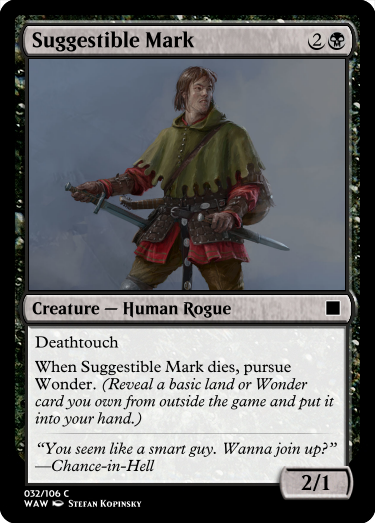 Suggestible Mark 2
Creature — Human Rogue
Deathtouch
When Suggestible Mark dies, pursue
Wonder. (Reveal a basic land or Wonder
card you own from outside the game and put it
into your hand.)
“You seem like a smart guy. Wanna join up?”
—Chance-in-Hell
2/1
032/106 C
WAW Stefan Kopinsky